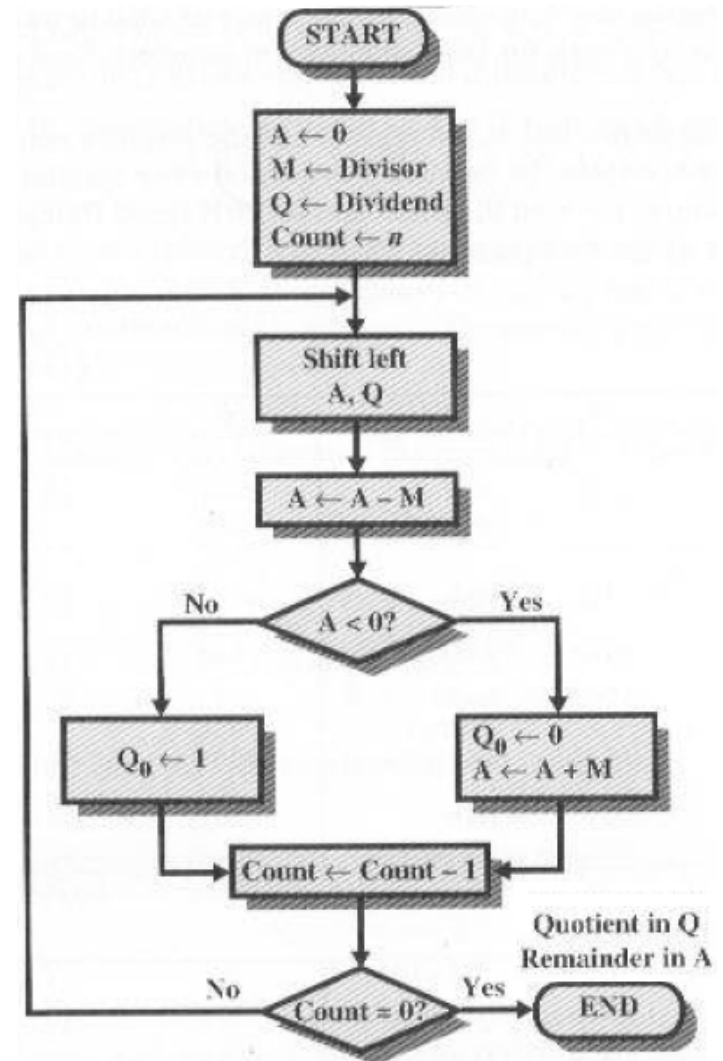 START
A ← 0
M ← Divisor
Q ← Dividend
Count ← n
Shift left
A, Q
A ← A − M
No
Yes
A < 0?
Q₀ ← 1
Q₀ ← 0
A ← A + M
Count ← Count − 1
Quotient in Q
Remainder in A
No
Yes
Count = 0?
END